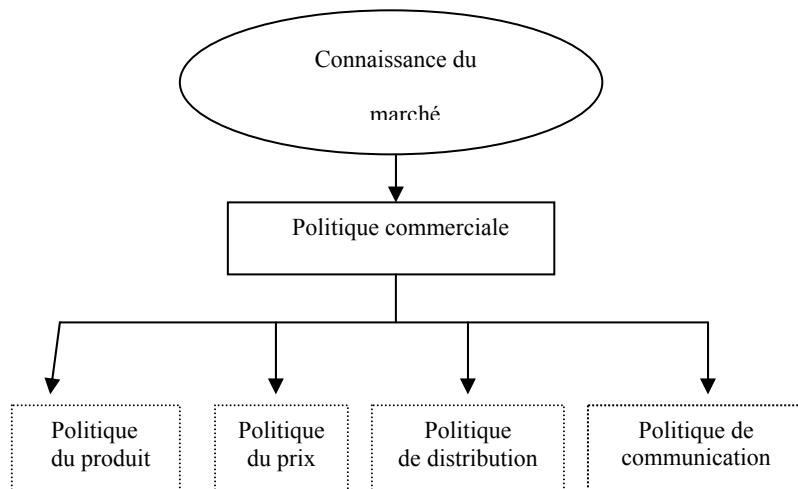 Connaissance du
marché
Politique commerciale
Politique
du produit
Politique
du prix
Politique
de distribution
Politique de
communication